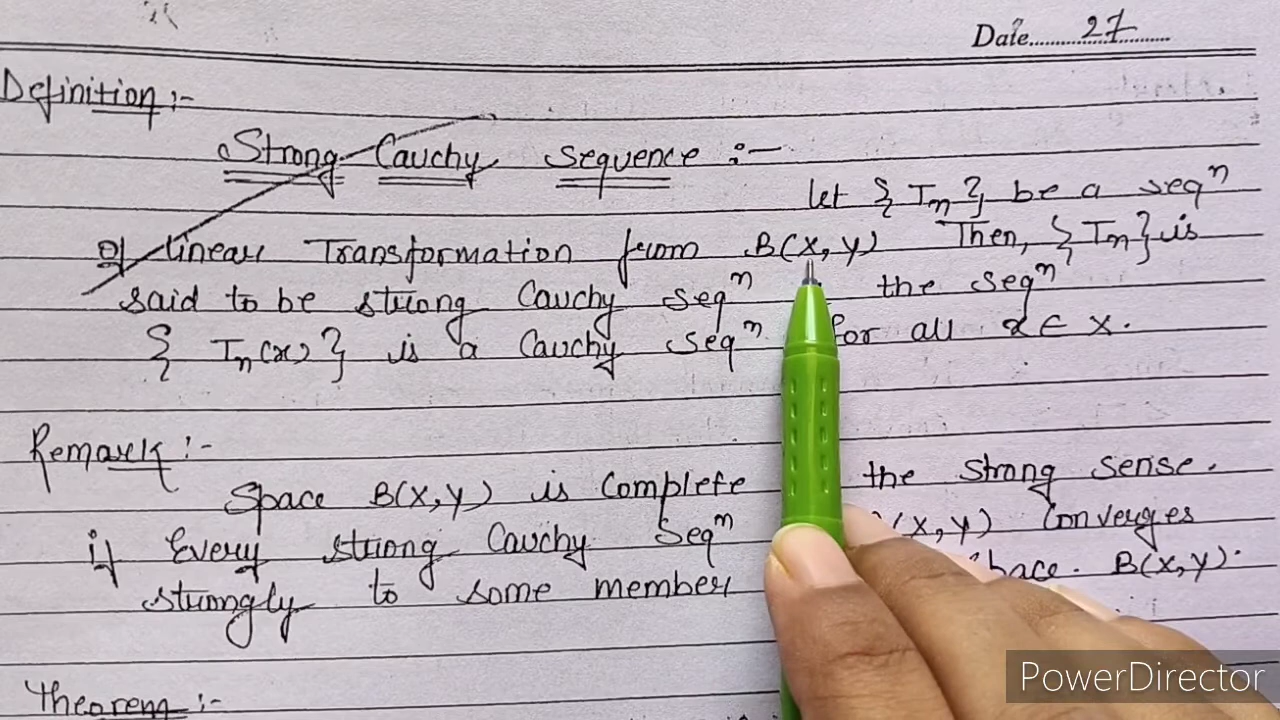 Date 27
Definition :-
Strong Cauchy Sequence :-
let {Tn} be a seqn
of linear Transformation from B(X, Y) Then, {Tn} is
said to be strong Cauchy seqn the seqn
{ Tn(x) } is a Cauchy seqn for all x ∈ X.
Remark :-
Space B(X, Y) is complete the strong sense.
if Every strong Cauchy seqn (X, Y) Converges
strongly to some member space. B(X, Y).
Theorem :-
PowerDirector